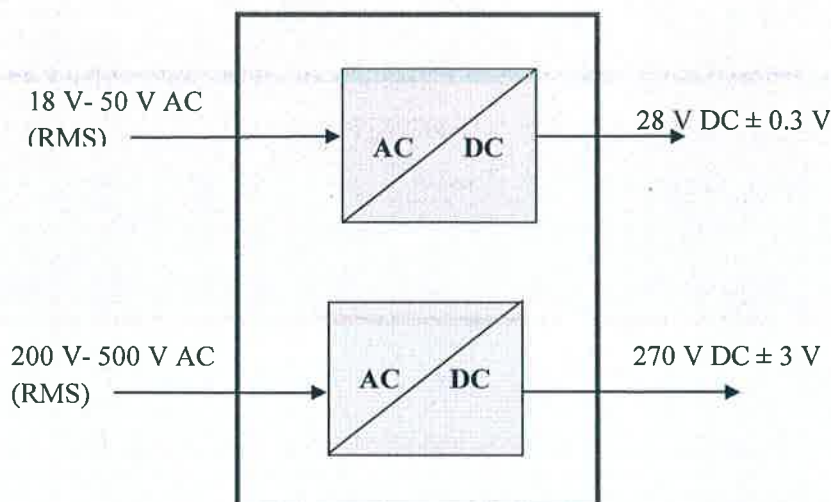 18 V- 50 V AC
(RMS)
AC
DC
28 V DC ± 0.3 V
200 V- 500 V AC
(RMS)
AC
DC
270 V DC ± 3 V